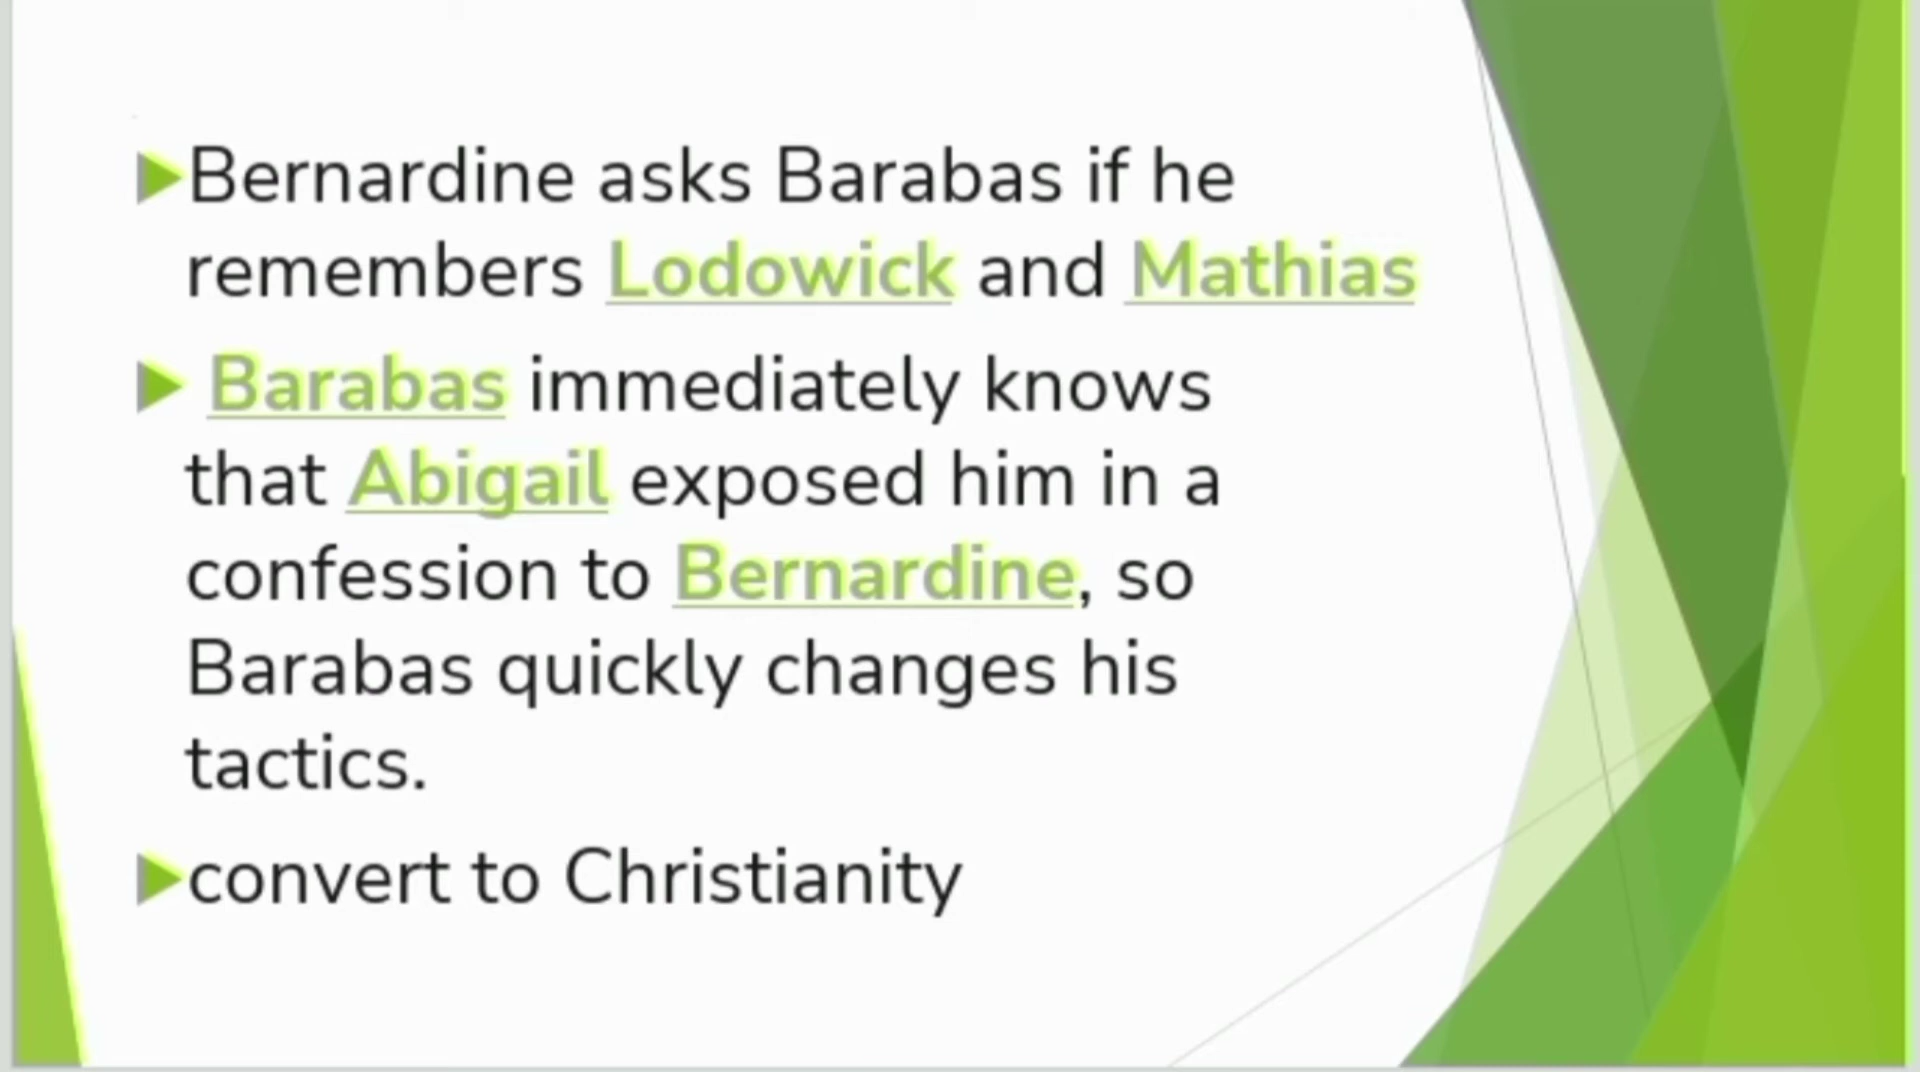 Bernardine asks Barabas if he
remembers Lodowick and Mathias
Barabas immediately knows
that Abigail exposed him in a
confession to Bernardine, so
Barabas quickly changes his
tactics.
convert to Christianity